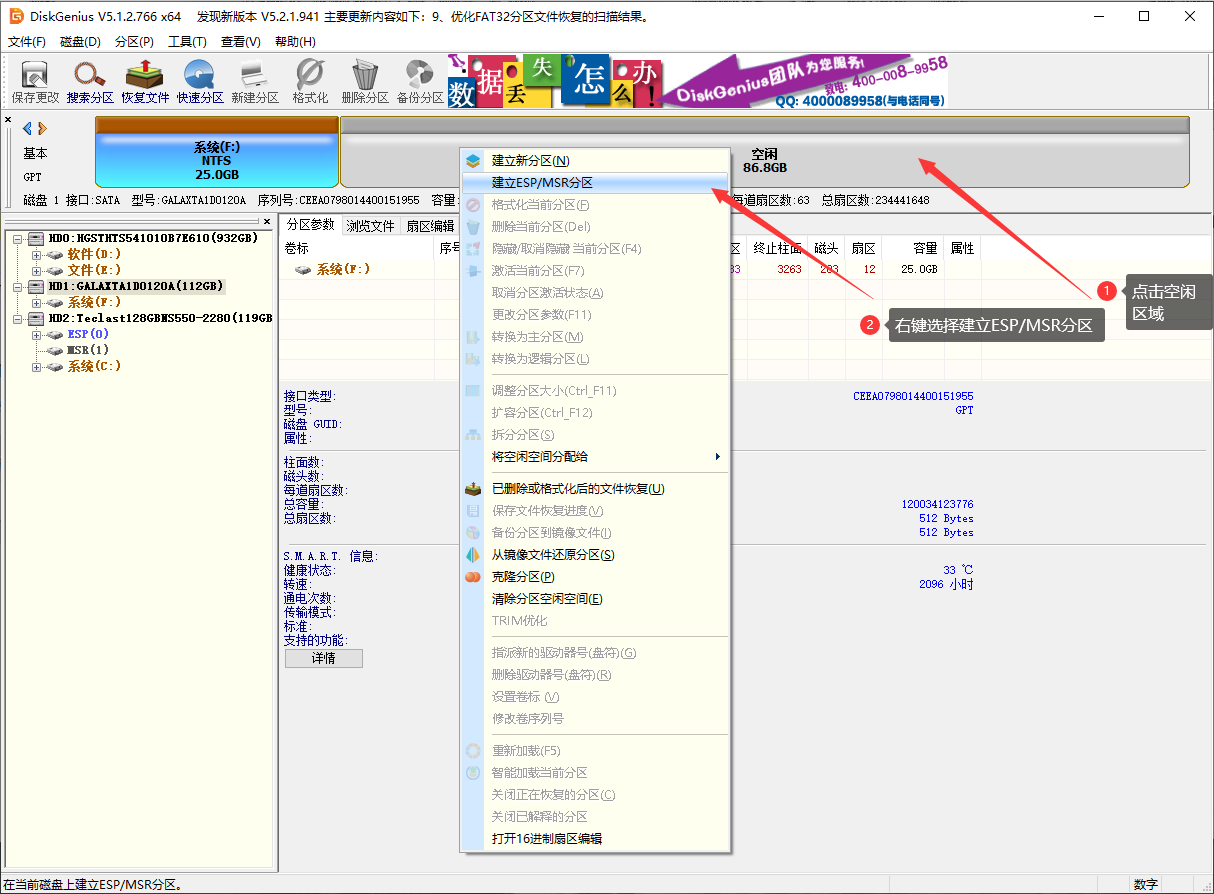 DiskGenius V5.1.2.766 x64 发现新版本 V5.2.1.941 主要更新内容如下：9、优化FAT32分区文件恢复的扫描结果。
文件(F) 磁盘(D) 分区(P) 工具(T) 查看(V) 帮助(H)
保存更改 搜索分区 恢复文件 快速分区 新建分区 格式化 删除分区 备份分区
数据丢失怎么办！
DiskGenius团队为您服务!
致电: 400-008-9958
QQ: 4000089958(与电话同号)
基本
GPT
系统(F:)
NTFS
25.0GB
空闲
86.8GB
磁盘 1 接口:SATA 型号:GALAXTA1D0120A 序列号:CEEA0798014400151955 容量: 每道扇区数:63 总扇区数:234441648
HD0:HGSTHTS541010B7E610(932GB)
软件(D:)
文件(E:)
HD1:GALAXTA1D0120A(112GB)
系统(F:)
HD2:Teclast128GBNS550-2280(119GB
ESP(0)
MSR(1)
系统(C:)
分区参数 浏览文件 扇区编辑
卷标 序号 区 终止柱面 磁头 扇区 容量 属性
系统(F:) 33 3263 203 12 25.0GB
接口类型:
型号:
磁盘 GUID:
属性:
CEEA0798014400151955
GPT
柱面数:
磁头数:
每道扇区数:
总容量:
总扇区数:
120034123776
512 Bytes
512 Bytes
S.M.A.R.T. 信息:
健康状态:
转速:
通电次数:
传输模式:
标准:
支持的功能:
33 ℃
2096 小时
详情
建立新分区(N)
建立ESP/MSR分区
格式化当前分区(F)
删除当前分区(Del)
隐藏/取消隐藏 当前分区(F4)
激活当前分区(F7)
取消分区激活状态(A)
更改分区参数(F11)
转换为主分区(M)
转换为逻辑分区(L)
调整分区大小(Ctrl_F11)
扩容分区(Ctrl_F12)
拆分分区(S)
将空闲空间分配给
已删除或格式化后的文件恢复(U)
保存文件恢复进度(V)
备份分区到镜像文件(I)
从镜像文件还原分区(S)
克隆分区(P)
清除分区空闲空间(E)
TRIM优化
指派新的驱动器号(盘符)(G)
删除驱动器号(盘符)(R)
设置卷标 (V)
修改卷序列号
重新加载(F5)
智能加载当前分区
关闭正在恢复的分区(C)
关闭已解释的分区
打开16进制扇区编辑
1 点击空闲
区域
2 右键选择建立ESP/MSR分区
在当前磁盘上建立ESP/MSR分区。 数字